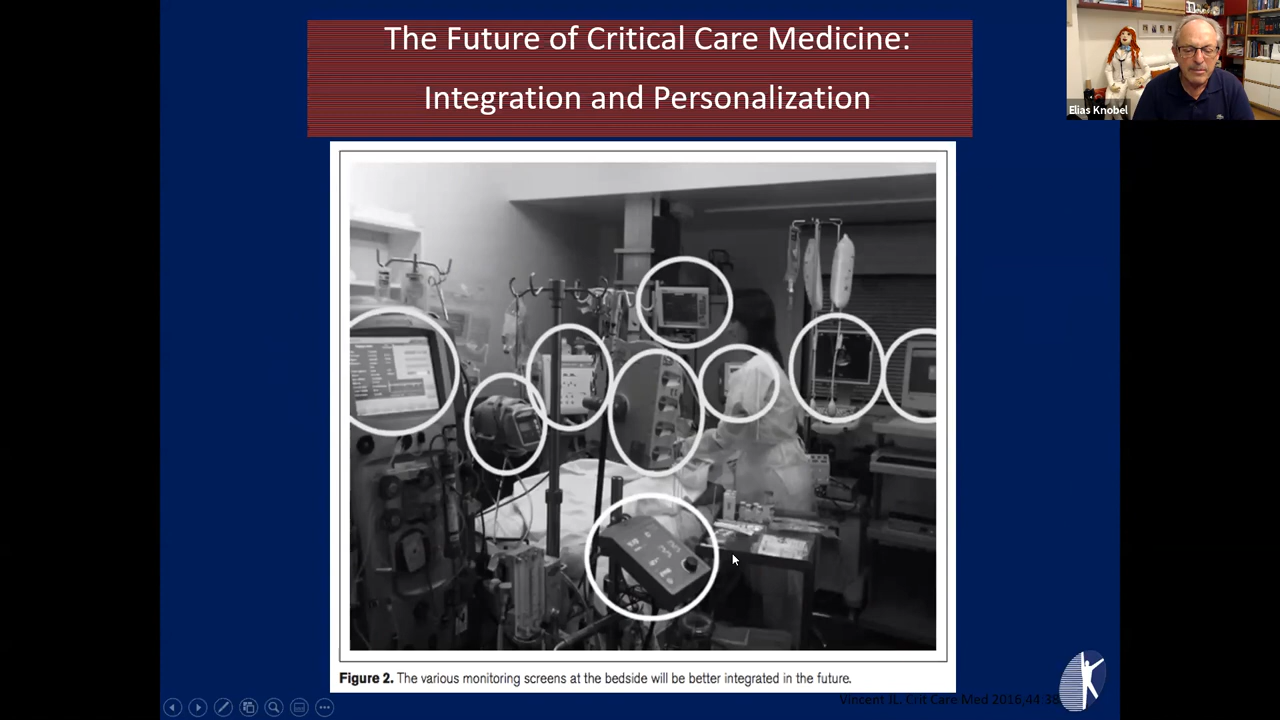 The Future of Critical Care Medicine:
Integration and Personalization
Elias Knobel
Figure 2. The various monitoring screens at the bedside will be better integrated in the future.
Vincent JL. Crit Care Med 2016;44:38